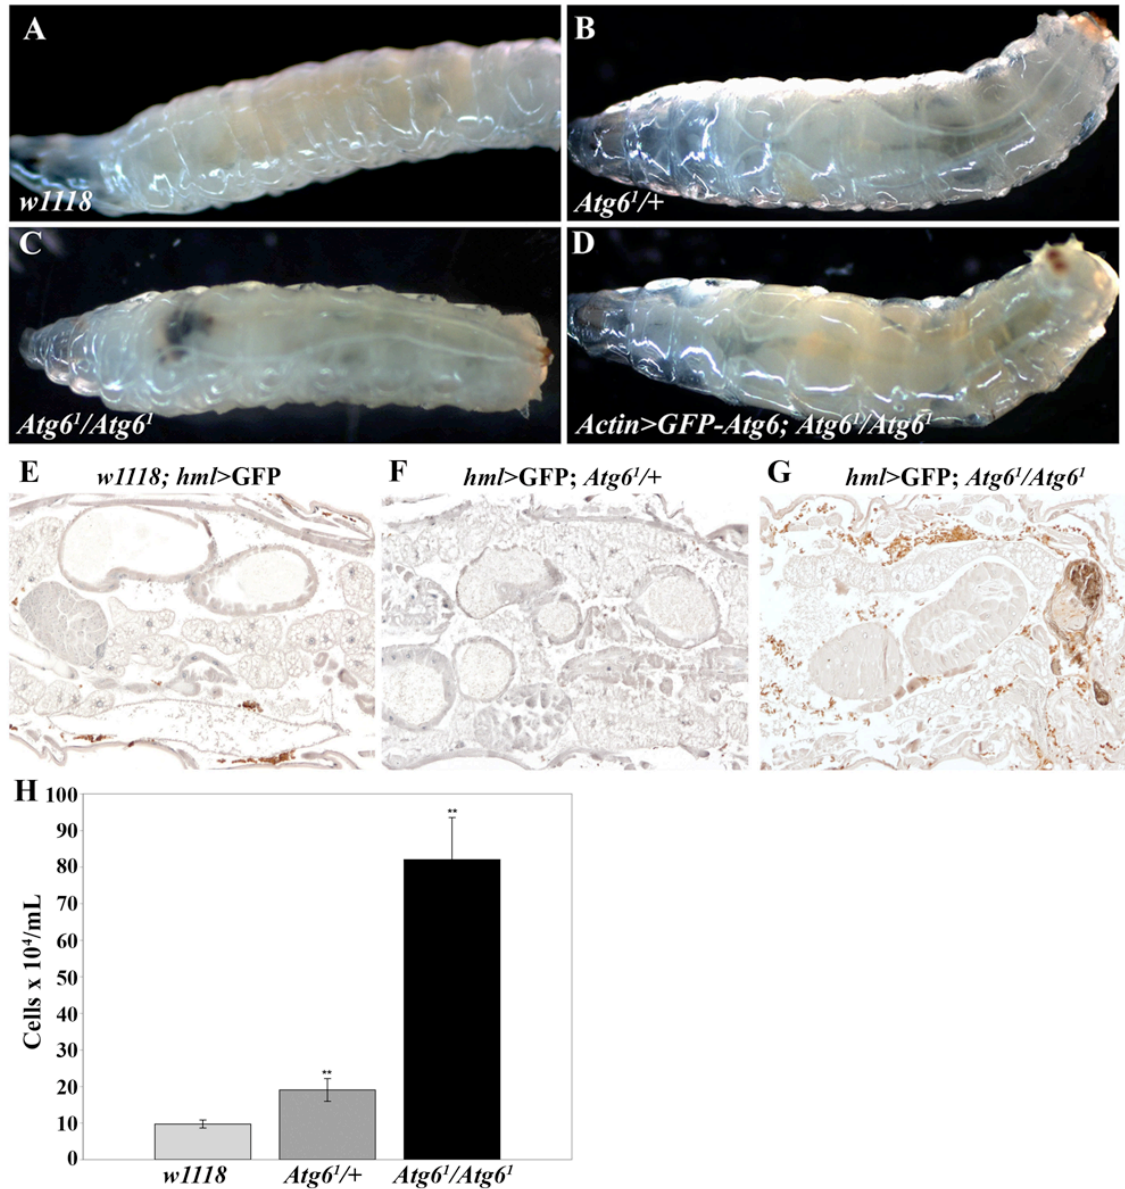 A
w1118
B
Atg6¹/+
C
Atg6¹/Atg6¹
D
Actin>GFP-Atg6; Atg6¹/Atg6¹
E w1118; hml>GFP
F hml>GFP; Atg6¹/+
G hml>GFP; Atg6¹/Atg6¹
H
Cells x 10⁴/mL
100
90
80
70
60
50
40
30
20
10
0
**
**
w1118 Atg6¹/+ Atg6¹/Atg6¹